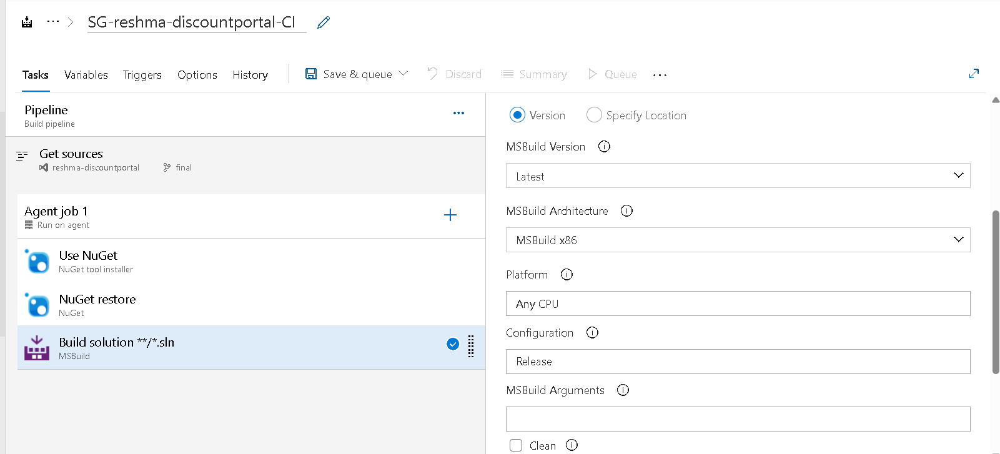 ··· > SG-reshma-discountportal-CI
Tasks Variables Triggers Options History Save & queue Discard Summary Queue ...
Pipeline
Build pipeline
Get sources
reshma-discountportal final
Agent job 1
Run on agent
Use NuGet
NuGet tool installer
NuGet restore
NuGet
Build solution **/*.sln
MSBuild
Version Specify Location
MSBuild Version
Latest
MSBuild Architecture
MSBuild x86
Platform
Any CPU
Configuration
Release
MSBuild Arguments
Clean